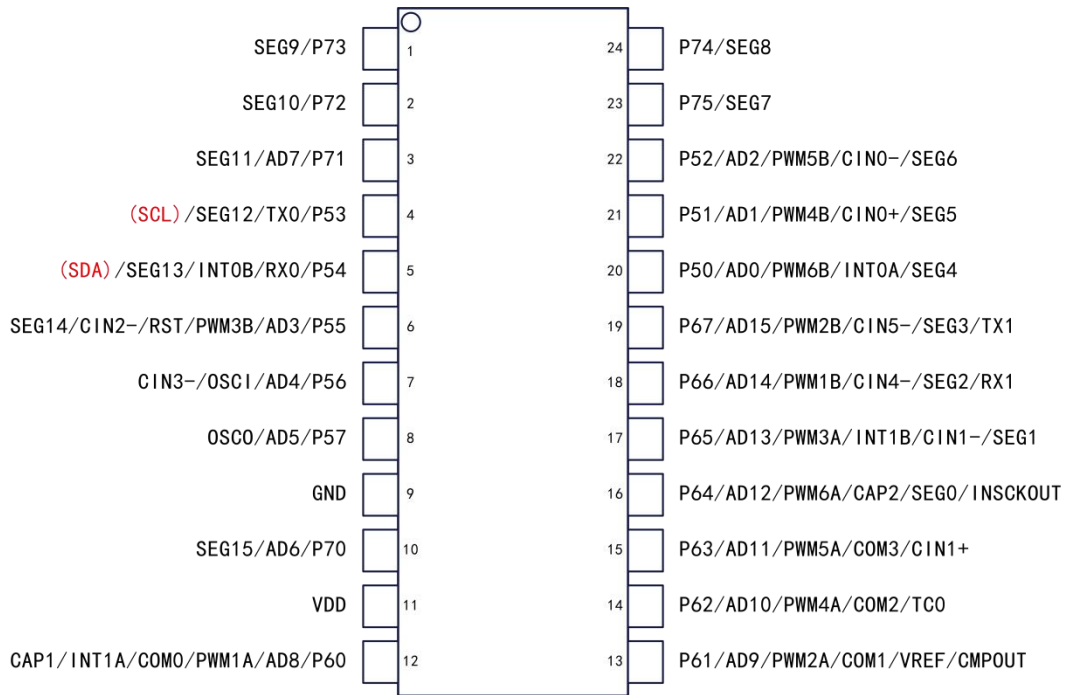 SEG9/P73 1 24 P74/SEG8
SEG10/P72 2 23 P75/SEG7
SEG11/AD7/P71 3 22 P52/AD2/PWM5B/CIN0-/SEG6
(SCL)/SEG12/TX0/P53 4 21 P51/AD1/PWM4B/CIN0+/SEG5
(SDA)/SEG13/INT0B/RX0/P54 5 20 P50/AD0/PWM6B/INT0A/SEG4
SEG14/CIN2-/RST/PWM3B/AD3/P55 6 19 P67/AD15/PWM2B/CIN5-/SEG3/TX1
CIN3-/OSCI/AD4/P56 7 18 P66/AD14/PWM1B/CIN4-/SEG2/RX1
OSCO/AD5/P57 8 17 P65/AD13/PWM3A/INT1B/CIN1-/SEG1
GND 9 16 P64/AD12/PWM6A/CAP2/SEG0/INSCKOUT
SEG15/AD6/P70 10 15 P63/AD11/PWM5A/COM3/CIN1+
VDD 11 14 P62/AD10/PWM4A/COM2/TC0
CAP1/INT1A/COM0/PWM1A/AD8/P60 12 13 P61/AD9/PWM2A/COM1/VREF/CMPOUT